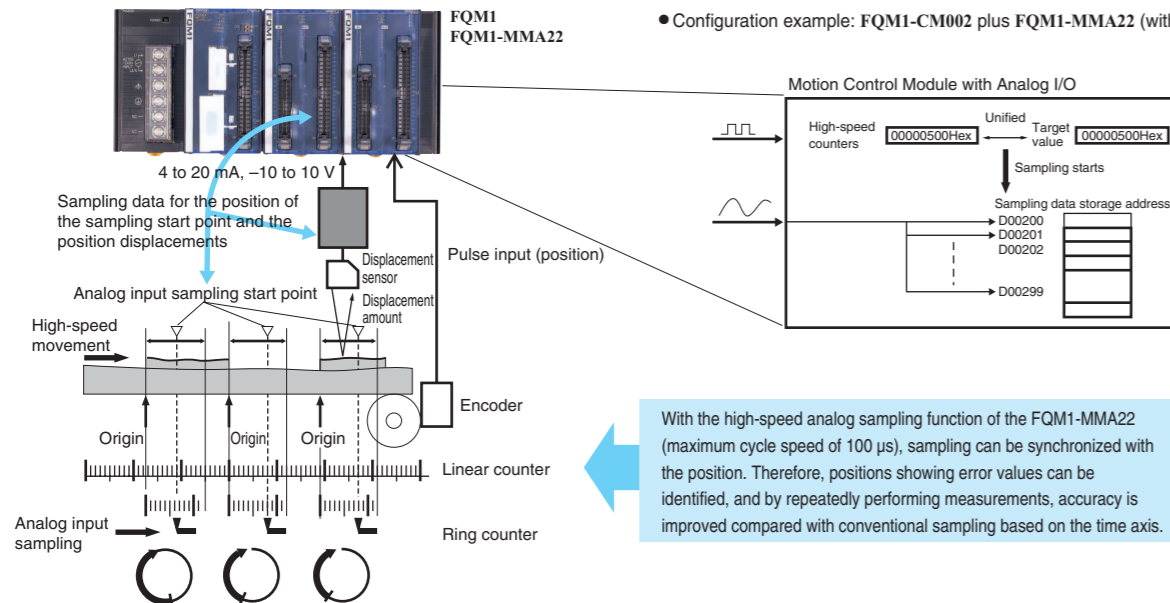 FQM1
FQM1-MMA22
4 to 20 mA, –10 to 10 V
Sampling data for the position of
the sampling start point and the
position displacements
Displacement
sensor
Pulse input (position)
Analog input sampling start point
Displacement
amount
High-speed
movement
Encoder
Origin
Origin
Origin
Linear counter
Analog input
sampling
Ring counter
● Configuration example: FQM1-CM002 plus FQM1-MMA22 (with
Motion Control Module with Analog I/O
High-speed
counters
00000500Hex
Unified
Target
value
00000500Hex
Sampling starts
Sampling data storage address
D00200
D00201
D00202
D00299
With the high-speed analog sampling function of the FQM1-MMA22
(maximum cycle speed of 100 μs), sampling can be synchronized with
the position. Therefore, positions showing error values can be
identified, and by repeatedly performing measurements, accuracy is
improved compared with conventional sampling based on the time axis.
FQM1
FQM1
FQM1